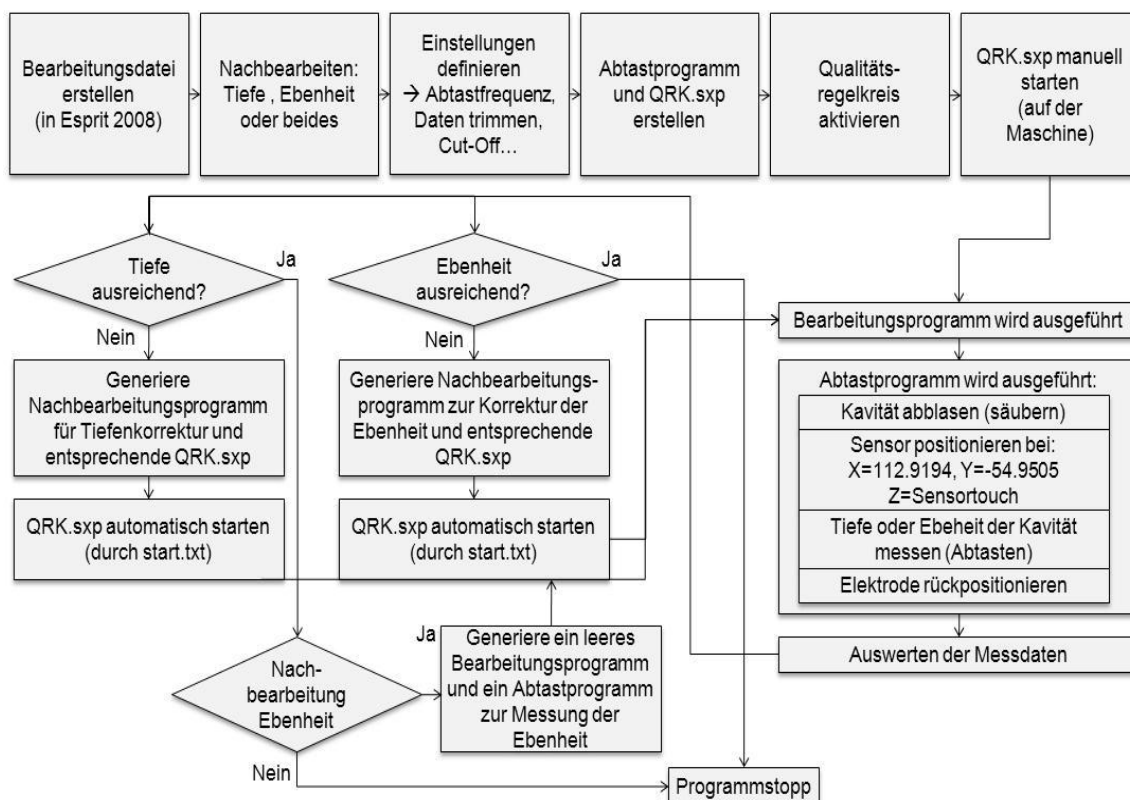 Bearbeitungsdatei
erstellen
(in Esprit 2008)
Nachbearbeiten:
Tiefe , Ebenheit
oder beides
Einstellungen
definieren
→ Abtastfrequenz,
Daten trimmen,
Cut-Off…
Abtastprogramm
und QRK.sxp
erstellen
Qualitäts-
regelkreis
aktivieren
QRK.sxp manuell
starten
(auf der
Maschine)
Tiefe
ausreichend?
Ja
Nein
Ebenheit
ausreichend?
Ja
Nein
Generiere
Nachbearbeitungsprogramm
für Tiefenkorrektur und
entsprechende QRK.sxp
Generiere Nachbearbeitungs-
programm zur Korrektur der
Ebenheit und entsprechende
QRK.sxp
QRK.sxp automatisch starten
(durch start.txt)
QRK.sxp automatisch starten
(durch start.txt)
Bearbeitungsprogramm wird ausgeführt
Abtastprogramm wird ausgeführt:
Kavität abblasen (säubern)
Sensor positionieren bei:
X=112.9194, Y=-54.9505
Z=Sensortouch
Tiefe oder Ebeheit der Kavität
messen (Abtasten)
Elektrode rückpositionieren
Auswerten der Messdaten
Nach-
bearbeitung
Ebenheit
Ja
Nein
Generiere ein leeres
Bearbeitungsprogramm
und ein Abtastprogramm
zur Messung der
Ebenheit
Programmstopp